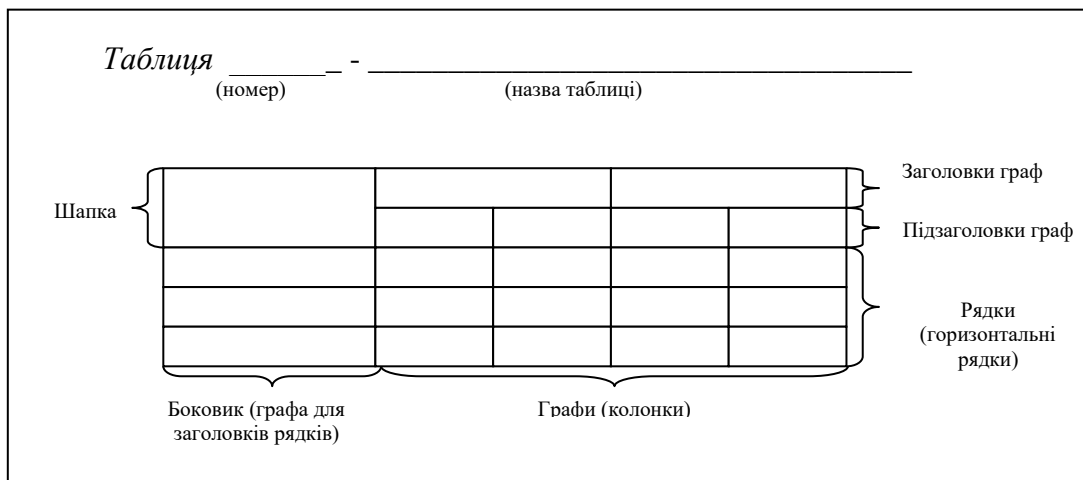 Таблиця _______ - __________________________________
(номер) (назва таблиці)
Заголовки граф
Шапка
Підзаголовки граф
Рядки
(горизонтальні
рядки)
Боковик (графа для
заголовків рядків)
Графи (колонки)